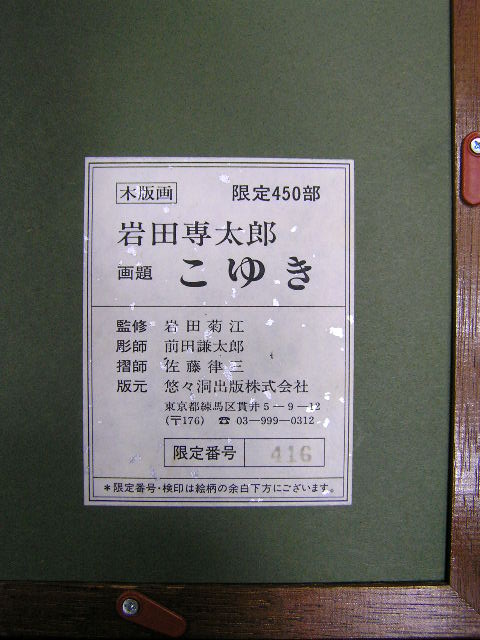 木版画 限定450部
岩田専太郎
画題 こゆき
監修 岩田菊江
彫師 前田謙太郎
摺師 佐藤律三
版元 悠々洞出版株式会社
東京都練馬区貫井5－9－12
(〒176) ☎ 03―999―0312
限定番号 416
＊限定番号・検印は絵柄の余白下方にございます。